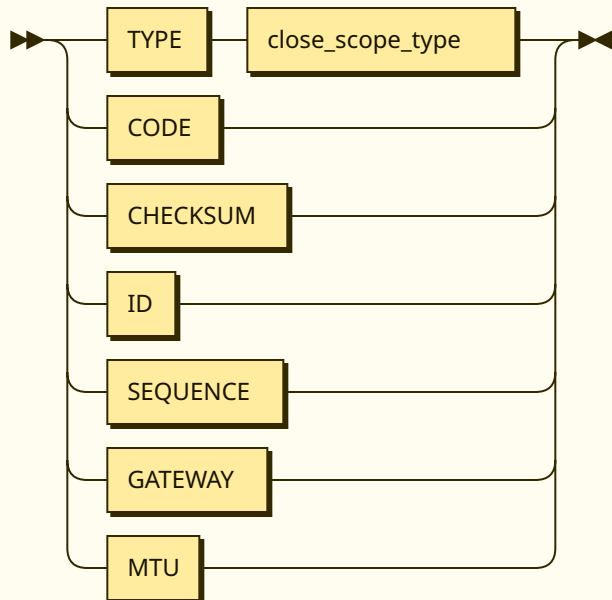 TYPE close_scope_type
CODE
CHECKSUM
ID
SEQUENCE
GATEWAY
MTU